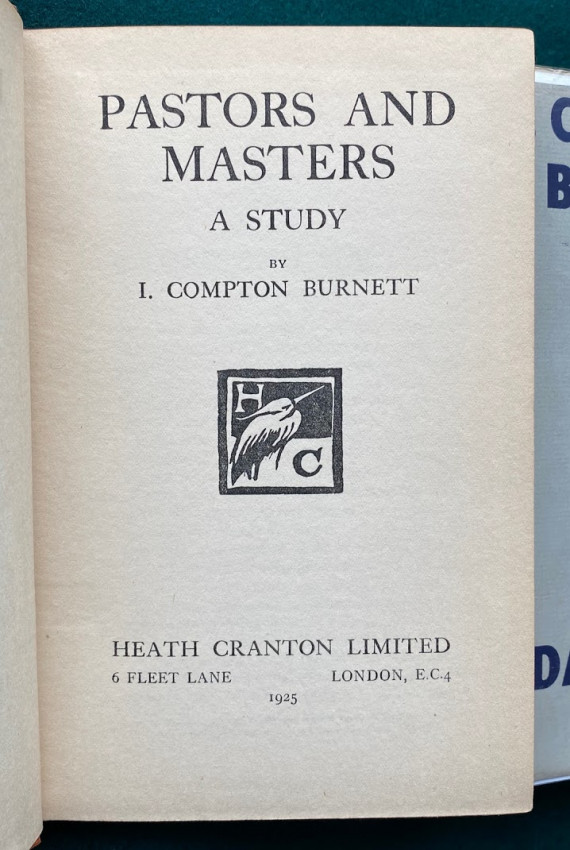 PASTORS AND
MASTERS
A STUDY
BY
I. COMPTON BURNETT
H
C
HEATH CRANTON LIMITED
6 FLEET LANE LONDON, E.C.4
1925